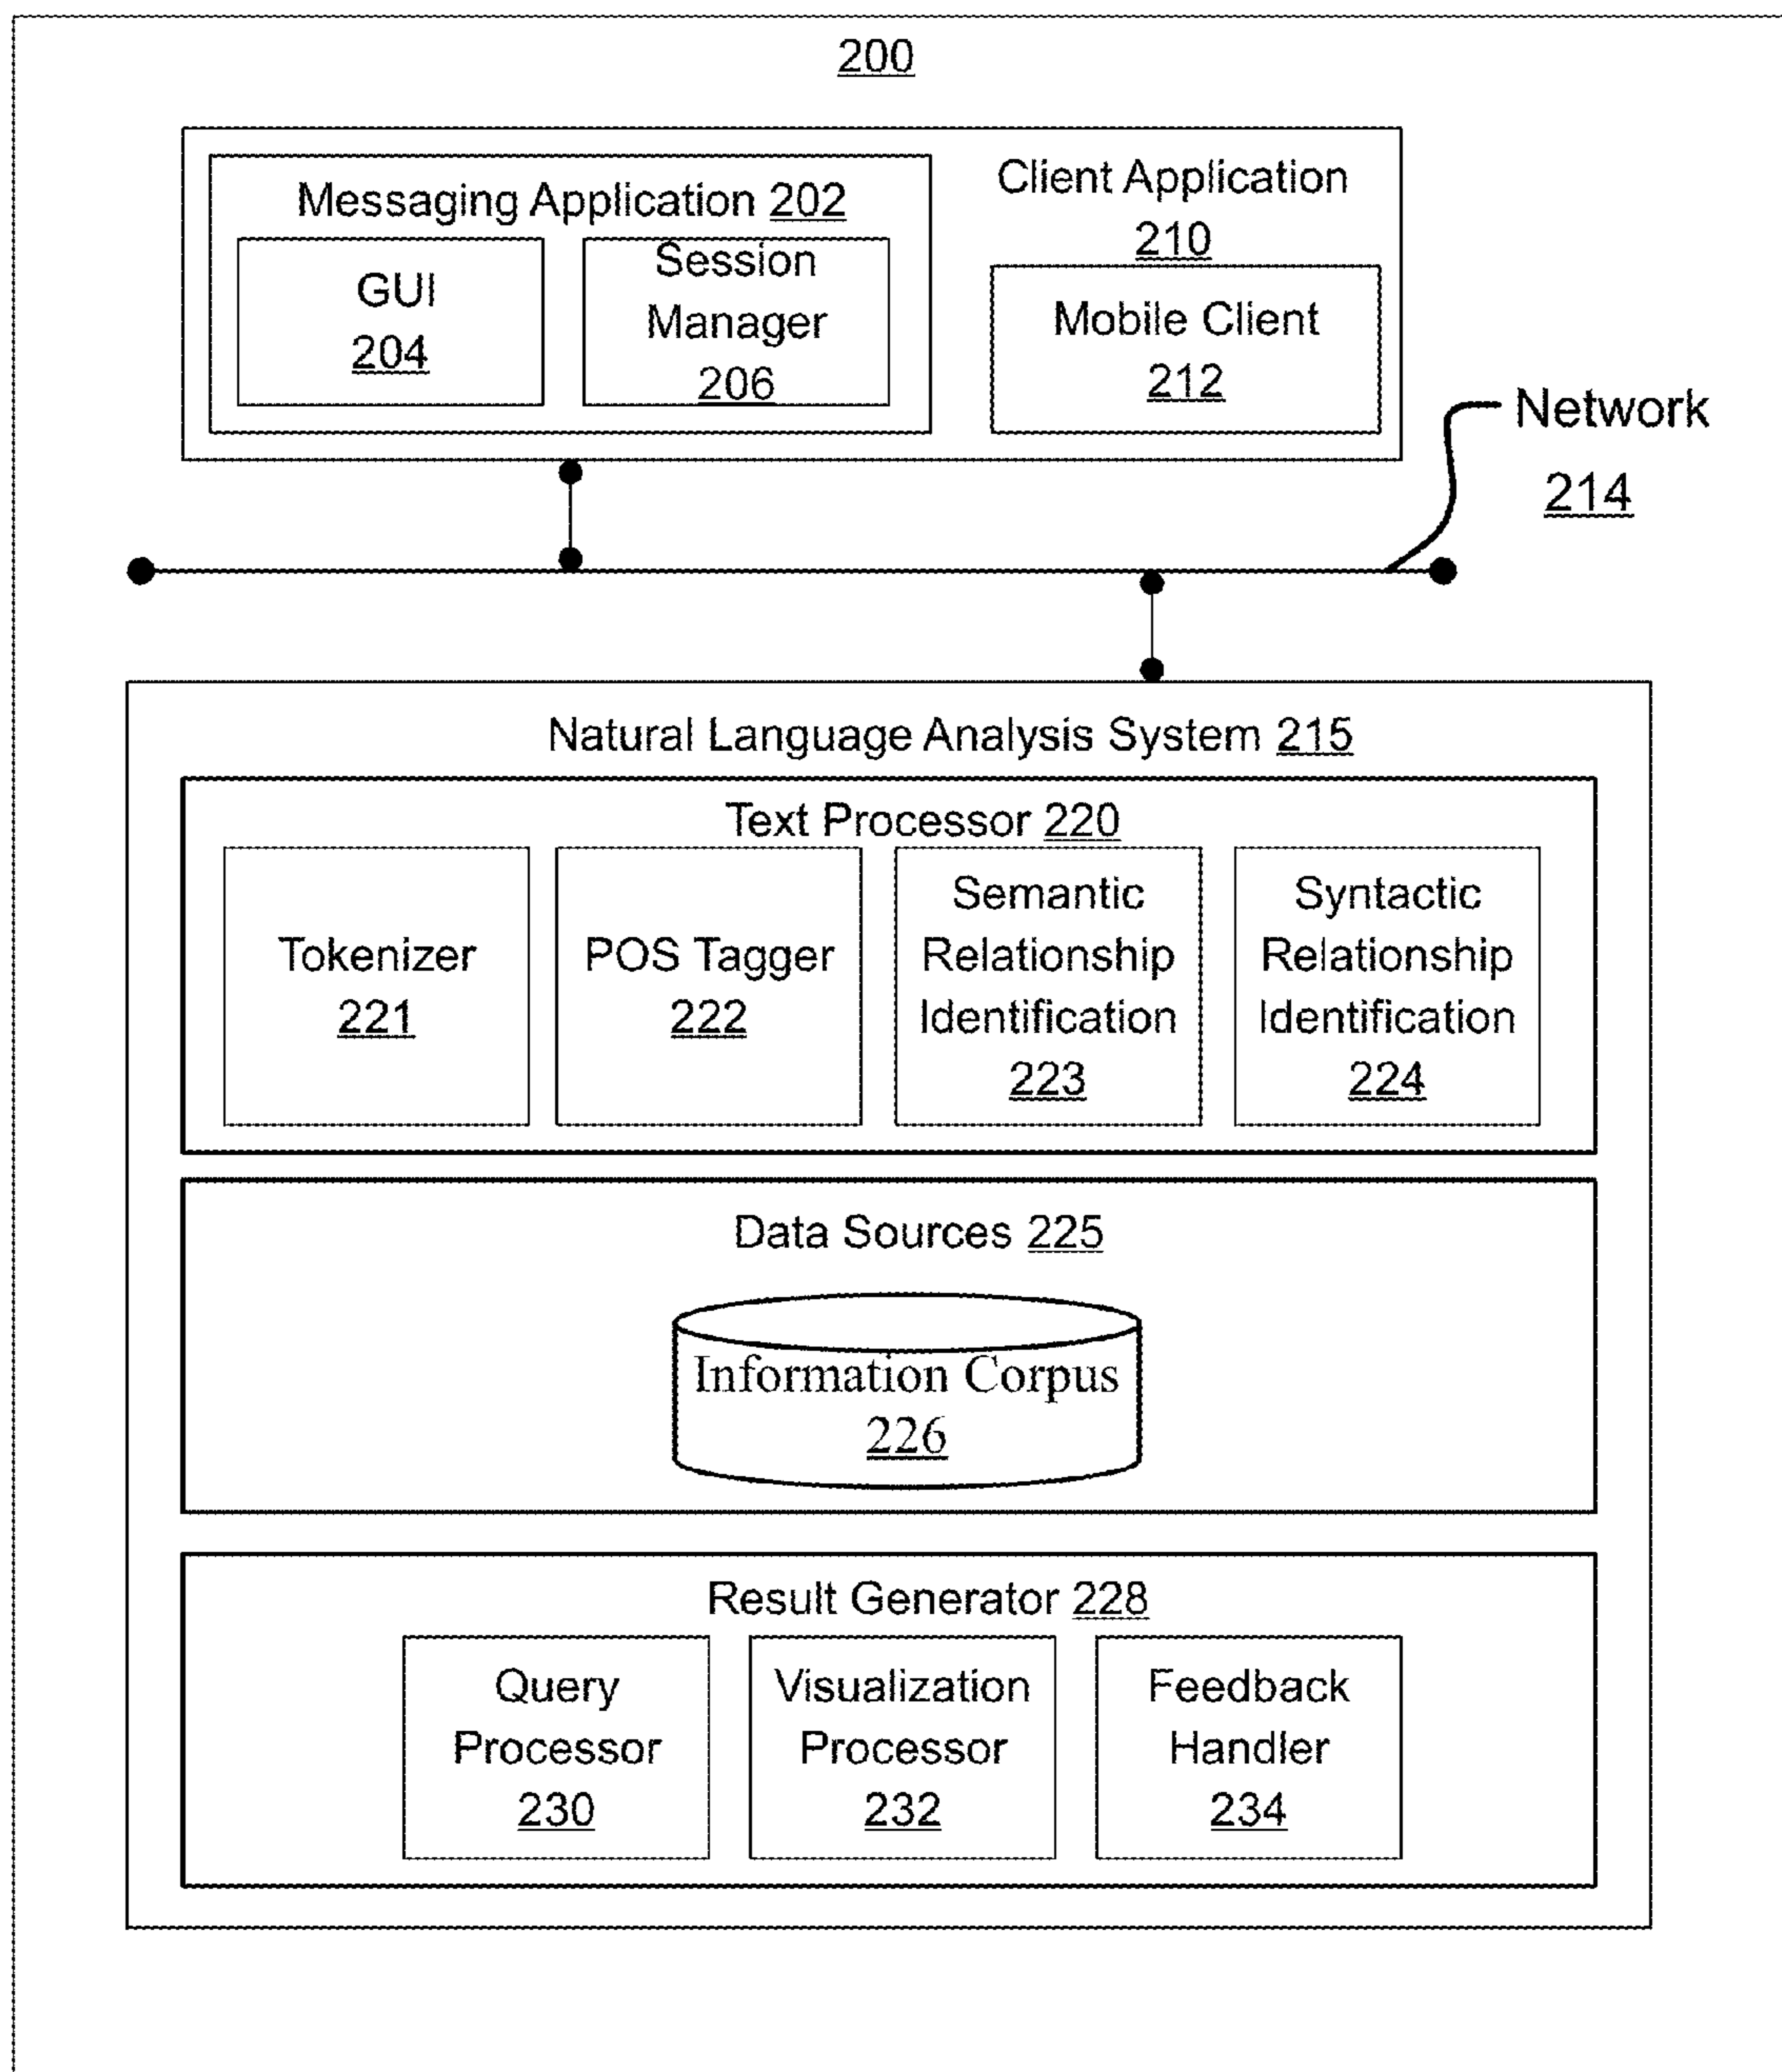 200
Messaging Application 202
GUI
204
Session
Manager
206
Client Application
210
Mobile Client
212
Network
214
Natural Language Analysis System 215
Text Processor 220
Tokenizer
221
POS Tagger
222
Semantic
Relationship
Identification
223
Syntactic
Relationship
Identification
224
Data Sources 225
Information Corpus
226
Result Generator 228
Query
Processor
230
Visualization
Processor
232
Feedback
Handler
234